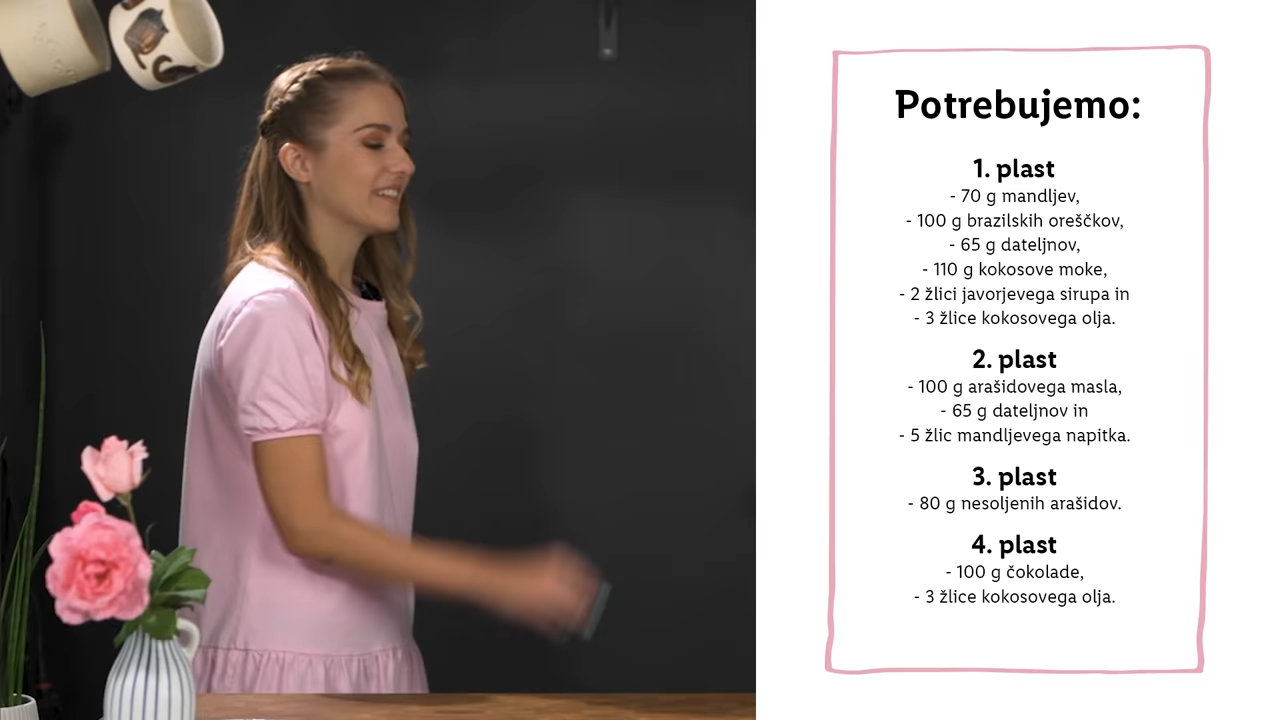 Potrebujemo:
1. plast
- 70 g mandljev,
- 100 g brazilskih oreščkov,
- 65 g dateljnov,
- 110 g kokosove moke,
- 2 žlici javorjevega sirupa in
- 3 žlice kokosovega olja.
2. plast
- 100 g arašidovega masla,
- 65 g dateljnov in
- 5 žlic mandljevega napitka.
3. plast
- 80 g nesoljenih arašidov.
4. plast
- 100 g čokolade,
- 3 žlice kokosovega olja.